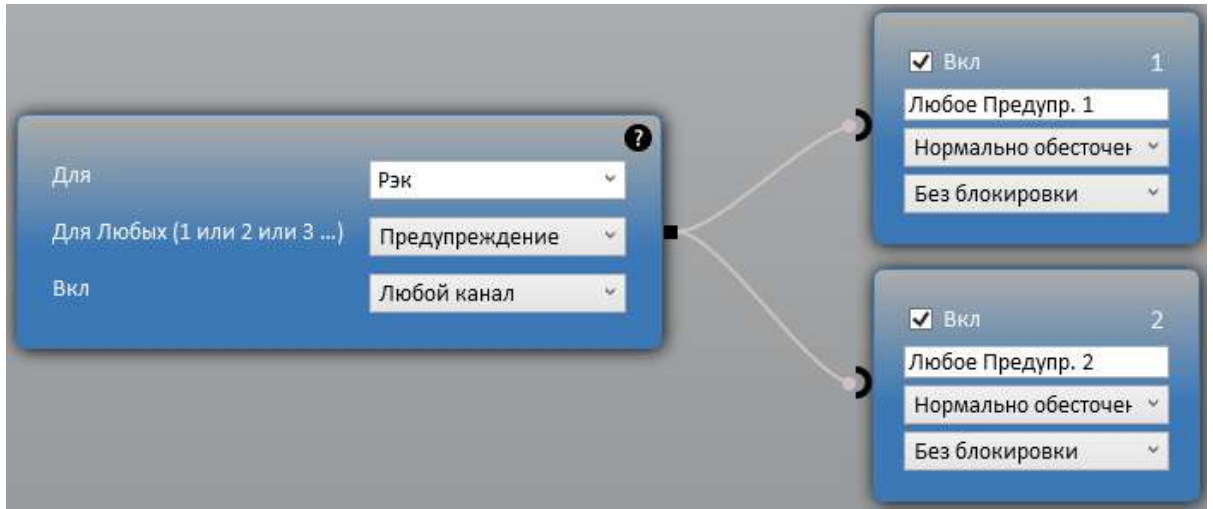 ?
Для
Рэк
Для Любых (1 или 2 или 3 ...)
Предупреждение
Вкл
Любой канал
Вкл 1
Любое Предупр. 1
Нормально обесточен
Без блокировки
Вкл 2
Любое Предупр. 2
Нормально обесточен
Без блокировки